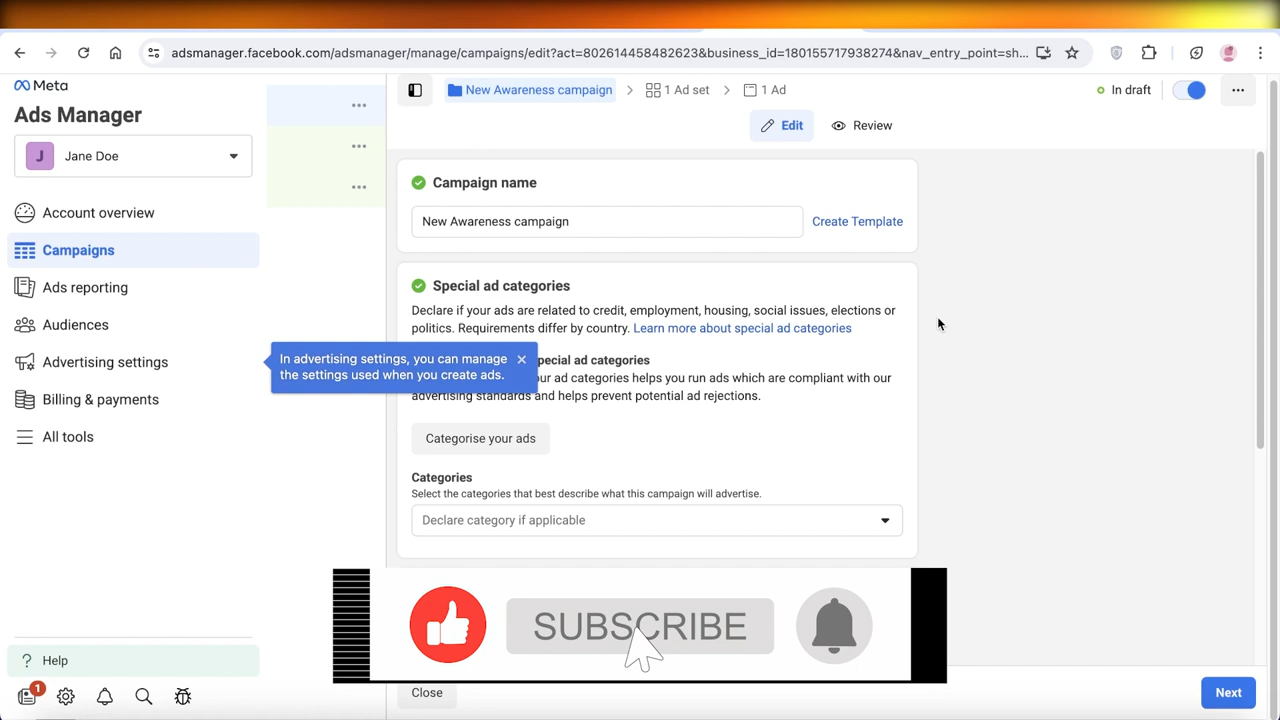 adsmanager.facebook.com/adsmanager/manage/campaigns/edit?act=802614458482623&business_id=180155717938274&nav_entry_point=sh...
Meta
Ads Manager
J Jane Doe
Account overview
Campaigns
Ads reporting
Audiences
Advertising settings
Billing & payments
All tools
Help
1
In advertising settings, you can manage
the settings used when you create ads.
New Awareness campaign > 1 Ad set > 1 Ad
In draft
Edit Review
Campaign name
New Awareness campaign Create Template
Special ad categories
Declare if your ads are related to credit, employment, housing, social issues, elections or
politics. Requirements differ by country. Learn more about special ad categories
pecial ad categories
our ad categories helps you run ads which are compliant with our
advertising standards and helps prevent potential ad rejections.
Categorise your ads
Categories
Select the categories that best describe what this campaign will advertise.
Declare category if applicable
SUBSCRIBE
Close
Next